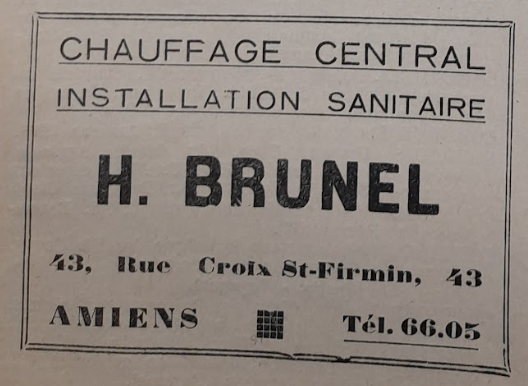 CHAUFFAGE CENTRAL
INSTALLATION SANITAIRE
H. BRUNEL
43, Rue Croix St-Firmin, 43
AMIENS Tél. 66.05